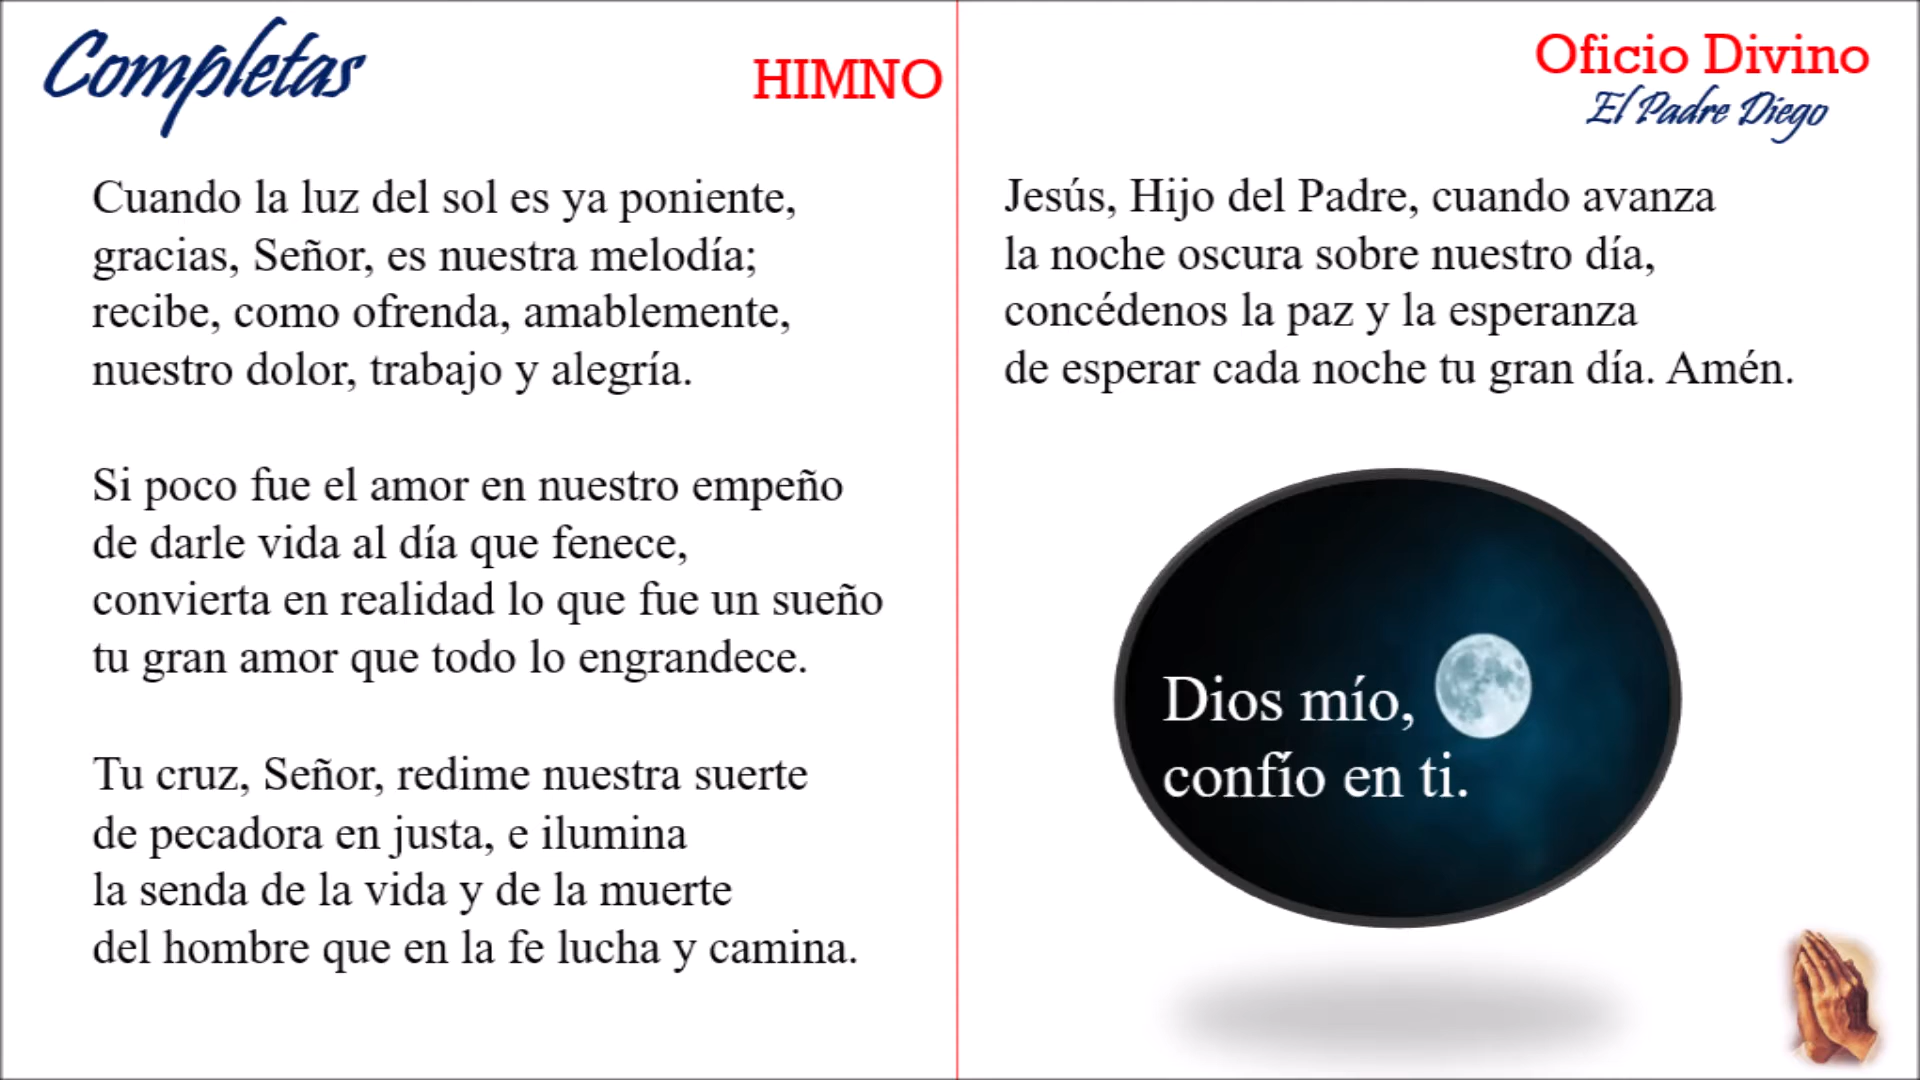 Completas
HIMNO
Cuando la luz del sol es ya poniente,
gracias, Señor, es nuestra melodía;
recibe, como ofrenda, amablemente,
nuestro dolor, trabajo y alegría.
Si poco fue el amor en nuestro empeño
de darle vida al día que fenece,
convierta en realidad lo que fue un sueño
tu gran amor que todo lo engrandece.
Tu cruz, Señor, redime nuestra suerte
de pecadora en justa, e ilumina
la senda de la vida y de la muerte
del hombre que en la fe lucha y camina.
Oficio Divino
El Padre Diego
Jesús, Hijo del Padre, cuando avanza
la noche oscura sobre nuestro día,
concédenos la paz y la esperanza
de esperar cada noche tu gran día. Amén.
Dios mío,
confío en ti.